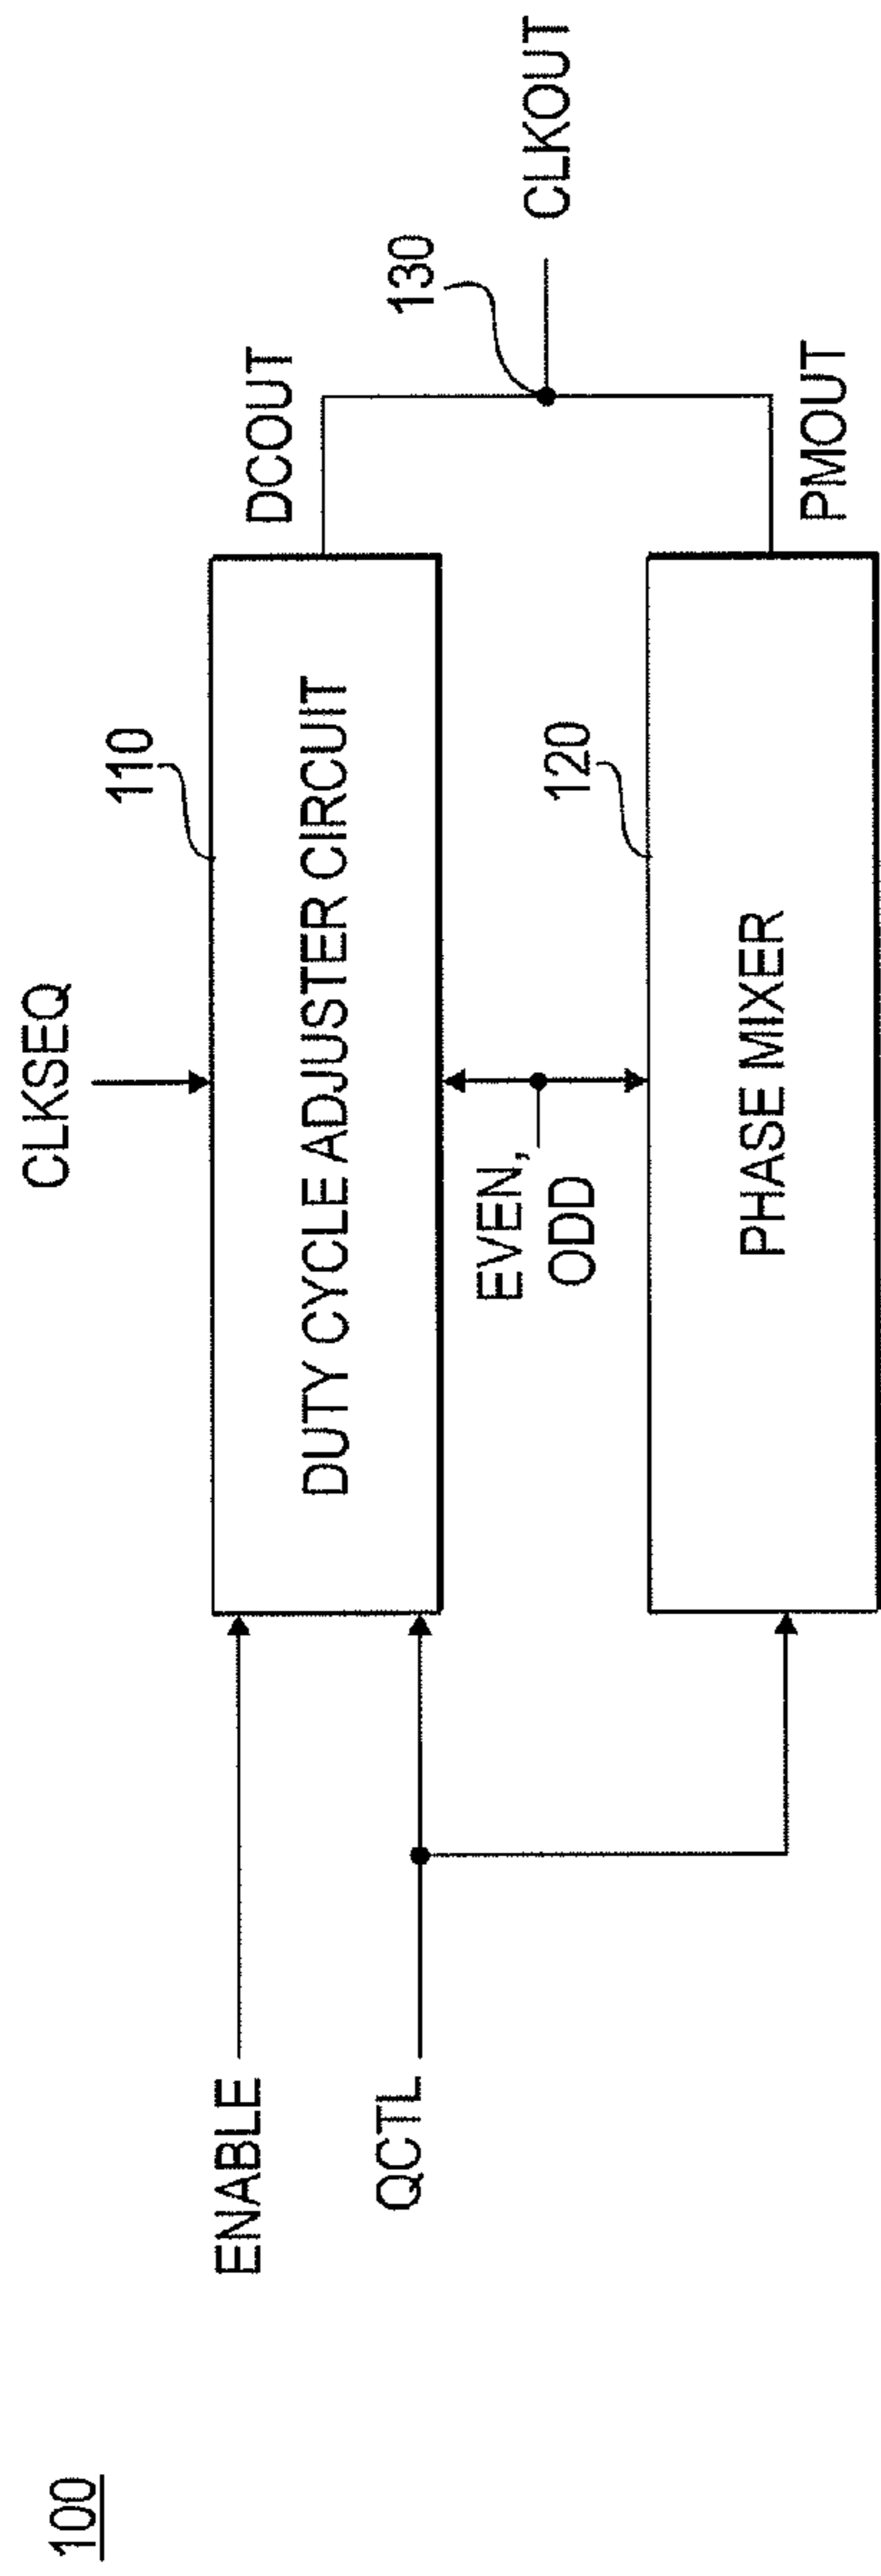 100
CLKSEQ
110
ENABLE
DUTY CYCLE ADJUSTER CIRCUIT
DCOUT
QCTL
130
EVEN,
ODD
CLKOUT
120
PHASE MIXER
PMOUT